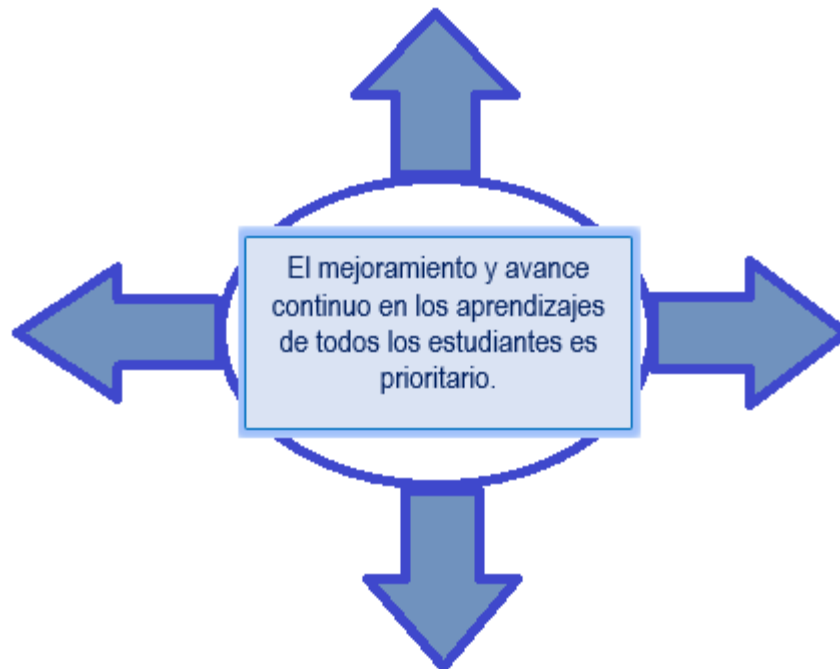 El mejoramiento y avance
continuo en los aprendizajes
de todos los estudiantes es
prioritario.